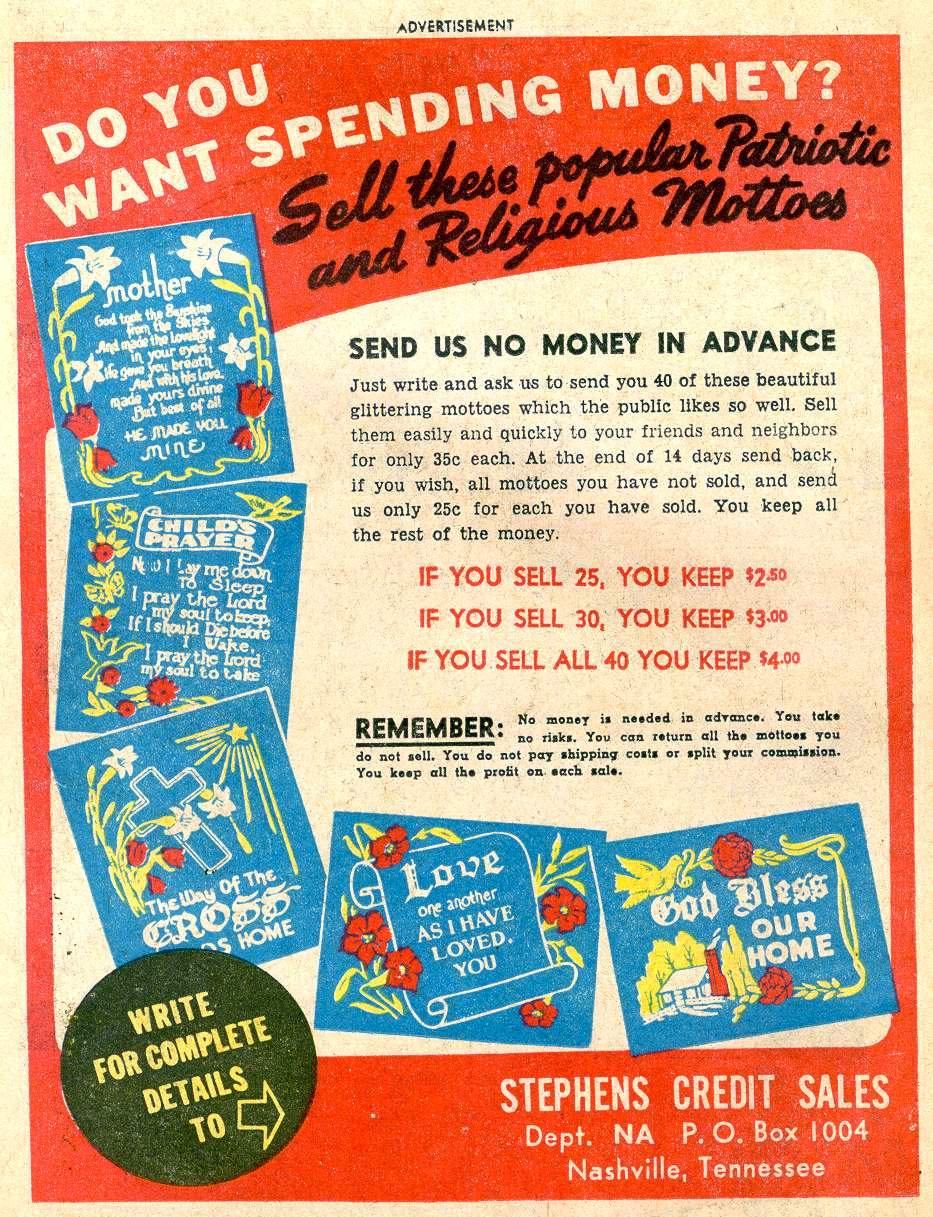 ADVERTISEMENT
DO YOU
WANT SPENDING MONEY?
Sell these popular Patriotic
and Religious Mottoes
mother
God took the Sunshine
from the Skies
And made the Lovelight
in your eyes,
He gave you breath
And with his Love
made yours divine
But best of all
HE MADE YOU
MINE
SEND US NO MONEY IN ADVANCE
Just write and ask us to send you 40 of these beautiful
glittering mottoes which the public likes so well. Sell
them easily and quickly to your friends and neighbors
for only 35c each. At the end of 14 days send back,
if you wish, all mottoes you have not sold, and send
us only 25c for each you have sold. You keep all
the rest of the money.
IF YOU SELL 25, YOU KEEP $2.50
IF YOU SELL 30, YOU KEEP $3.00
IF YOU SELL ALL 40 YOU KEEP $4.00
CHILD'S
PRAYER
Now I Lay me down
To Sleep
I pray the Lord
my soul to keep,
If I should Die before
I Wake,
I pray the Lord
my soul to take
REMEMBER: No money is needed in advance. You take
no risks. You can return all the mottoes you
do not sell. You do not pay shipping costs or split your commission.
You keep all the profit on each sale.
The Way Of The
CROSS
DS HOME
Love
one another
AS I HAVE
LOVED.
YOU
God Bless
OUR
HOME
WRITE
FOR COMPLETE
DETAILS
TO
STEPHENS CREDIT SALES
Dept. NA P. O. Box 1004
Nashville, Tennessee